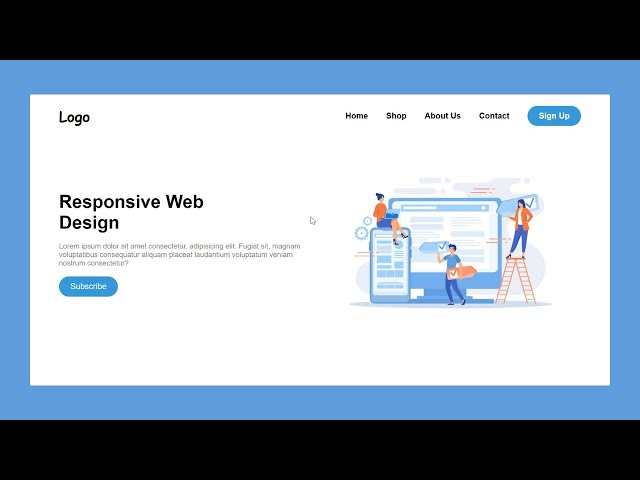 Logo
Home Shop About Us Contact Sign Up
Responsive Web
Design
Lorem ipsum dolor sit amet consectetur, adipisicing elit. Fugiat sit, magnam
voluptatibus consequatur aliquam placeat laudantium voluptatum veniam
nostrum consectetur?
Subscribe